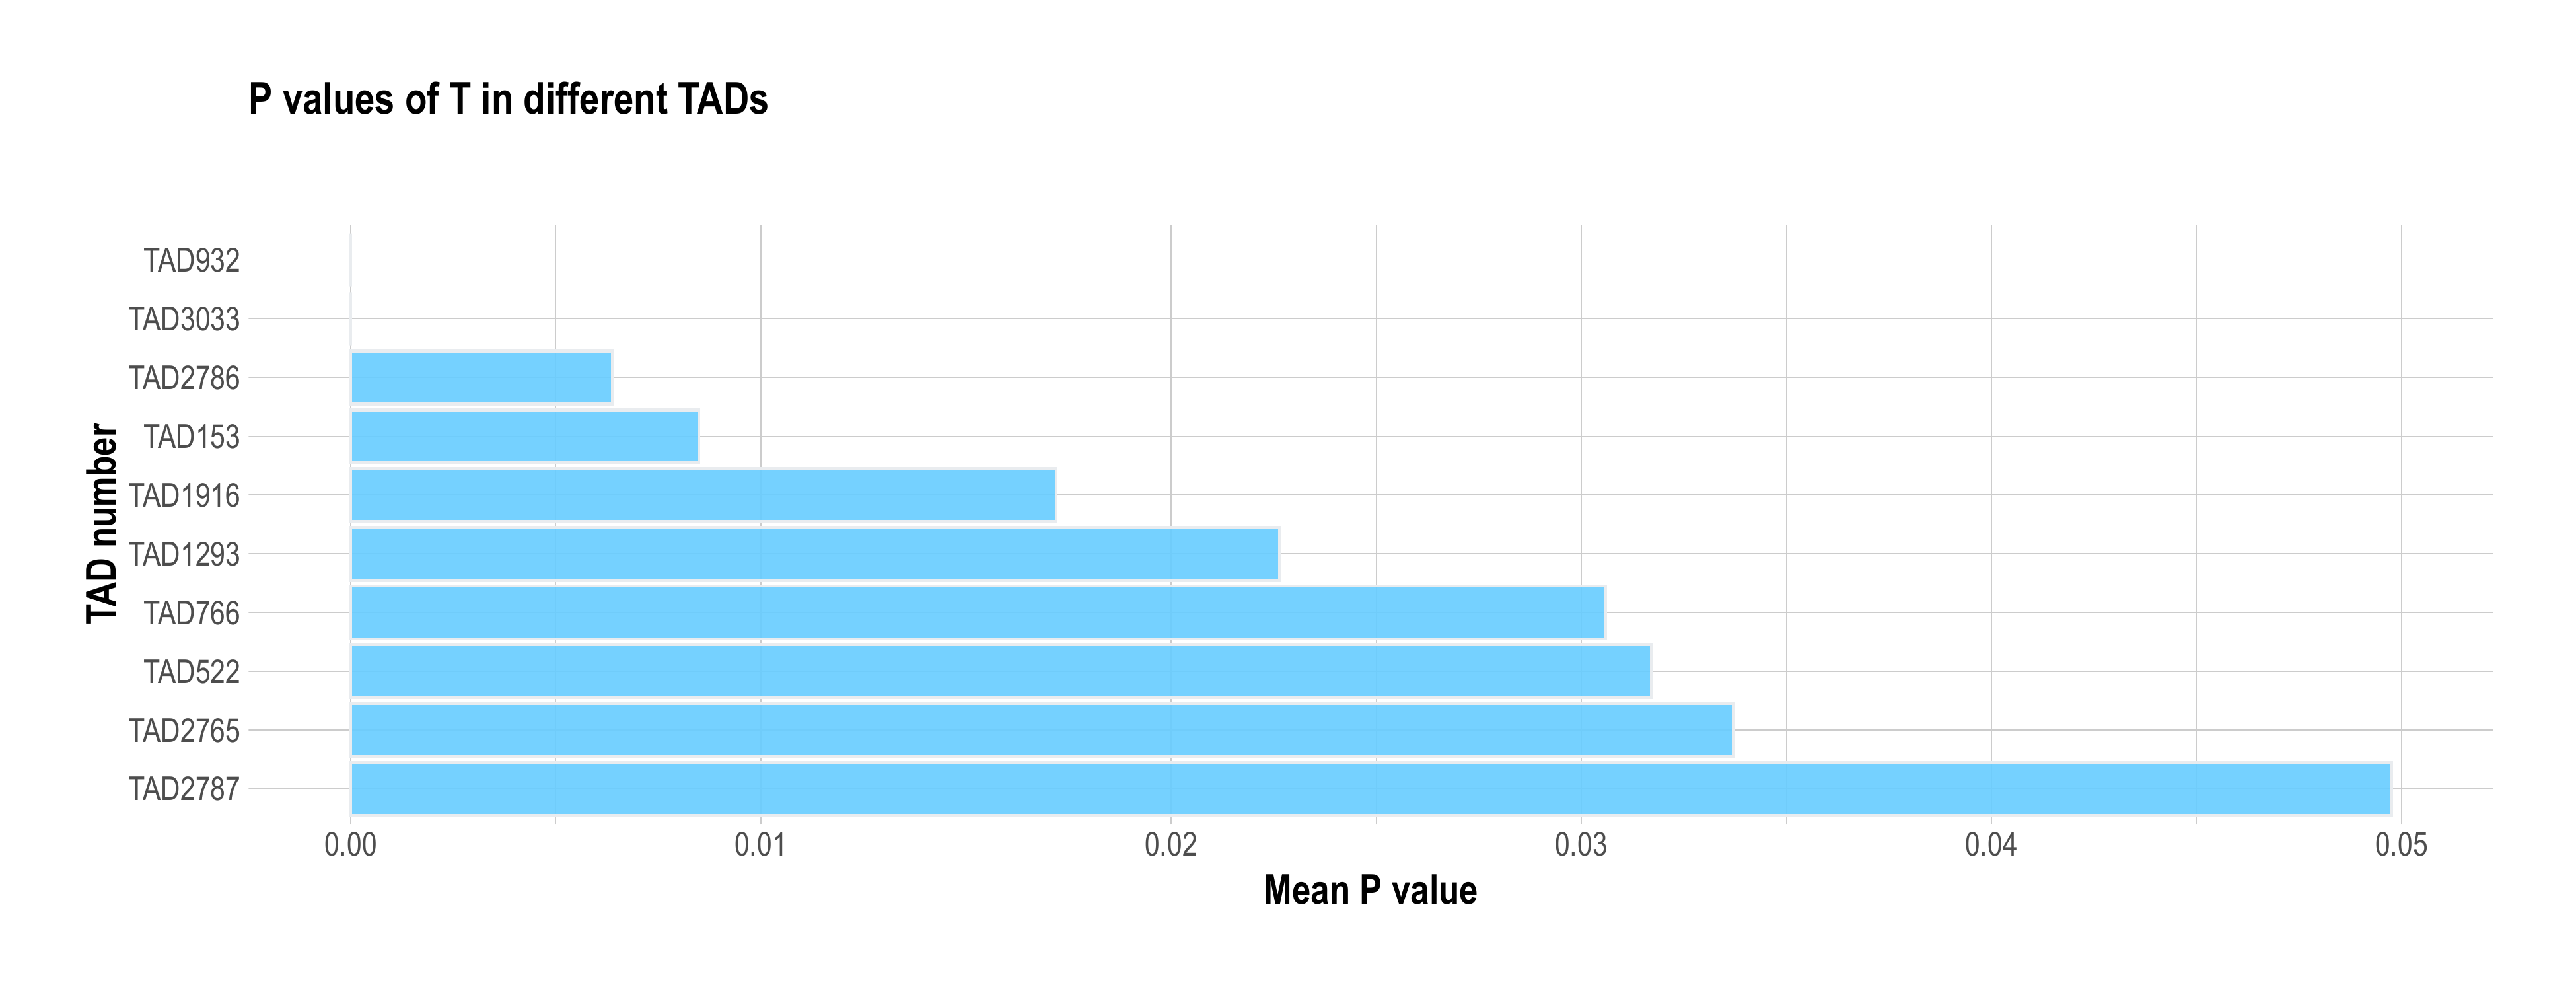 P values of T in different TADs
TAD932
TAD3033
TAD2786
TAD153
TAD1916
TAD1293
TAD766
TAD522
TAD2765
TAD2787
TAD number
0.00 0.01 0.02 0.03 0.04 0.05
Mean P value